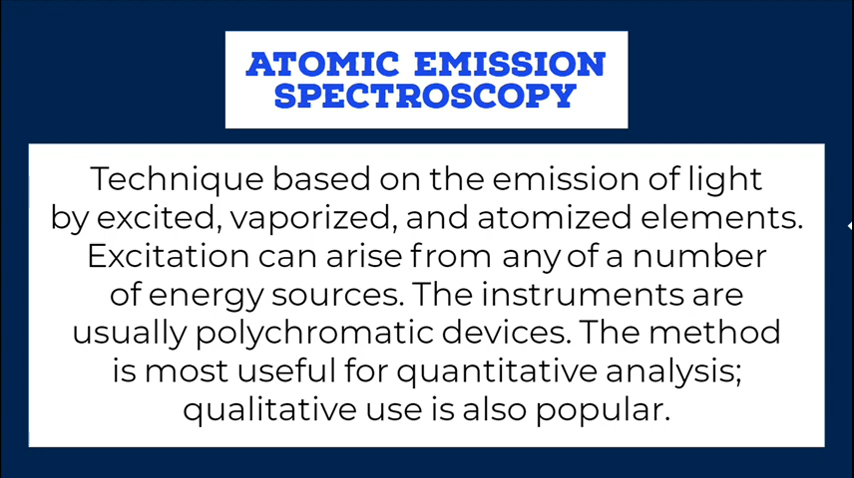 ATOMIC EMISSION
SPECTROSCOPY
Technique based on the emission of light
by excited, vaporized, and atomized elements.
Excitation can arise from any of a number
of energy sources. The instruments are
usually polychromatic devices. The method
is most useful for quantitative analysis;
qualitative use is also popular.